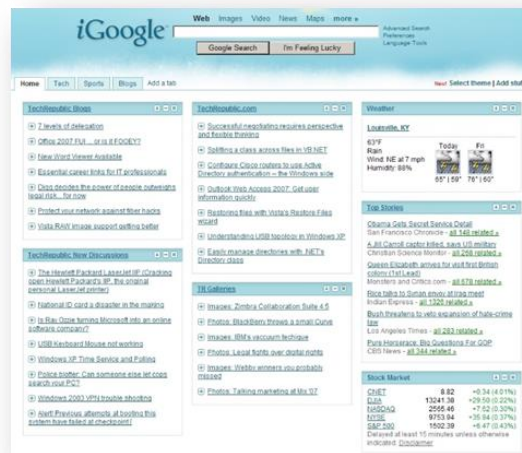 iGoogle
Web Images Video News Maps more »
Advanced Search
Preferences
Language Tools
Google Search
I'm Feeling Lucky
Home Tech Sports Blogs Add a tab
New! Select theme | Add stuf
TechRepublic Blogs
7 levels of delegation
Office 2007 FUI ... or is it FOOEY?
New Word Viewer Available
Essential career links for IT professionals
Digg decides the power of people outweighs
legal risk... for now
Protect your network against fiber hacks
Vista RAW image support getting better
TechRepublic New Discussions
The Hewlett Packard LaserJet IIP (Cracking
open Hewlett Packard's IIP, the original
personal LaserJet printer)
National ID card a disaster in the making
Is Ray Ozzie turning Microsoft into an online
software company?
USB Keyboard Mouse not working
Windows XP Time Service and Polling
Police blotter: Can someone else let cops
search your PC?
Windows 2003 VPN trouble shooting
Alert! Previous attempts at booting this
system have failed at checkpoint /
TechRepublic.com
Successful negotiating requires perspective
and flexible thinking
Splitting a class across files in VB.NET
Configure Cisco routers to use Active
Directory authentication -- the Windows side
Outlook Web Access 2007: Get user
information quickly
Restoring files with Vista's Restore Files
wizard
Understanding USB topology in Windows XP
Easily manage directories with .NET's
Directory class
TR Galleries
Images: Zimbra Collaboration Suite 4.5
Photos: BlackBerry throws a small Curve
Images: IBM's vaccuum technique
Photos: Legal fights over digital rights
Images: Webby winners you probably
missed
Photos: Talking marketing at Mix '07
Weather
Louisville, KY
63°F
Rain
Wind: NE at 7 mph
Humidity: 88%
Today Fri
65° | 59° 76° | 60°
Top Stories
Obama Gets Secret Service Detail
San Francisco Chronicle - all 148 related »
A Jill Carroll captor killed, says US military
Christian Science Monitor - all 268 related »
Queen Elizabeth arrives for visit first British
colony (1st Lead)
Monsters and Critics.com - all 678 related »
Rice talks to Syrian envoy at Iraq meet
Indian Express - all 1326 related »
Bush threatens to veto expansion of hate-crime
law
Los Angeles Times - all 283 related »
Pure Horserace: Big Questions For GOP
CBS News - all 344 related »
Stock Market
CNET 8.82 +0.34 (4.01%)
DJIA 13241.38 +29.50 (0.22%)
NASDAQ 2565.46 +7.62 (0.30%)
NYSE 9753.94 +35.94 (0.37%)
S&P 500 1502.39 +6.47 (0.43%)
Delayed at least 15 minutes unless otherwise
indicated. Disclaimer